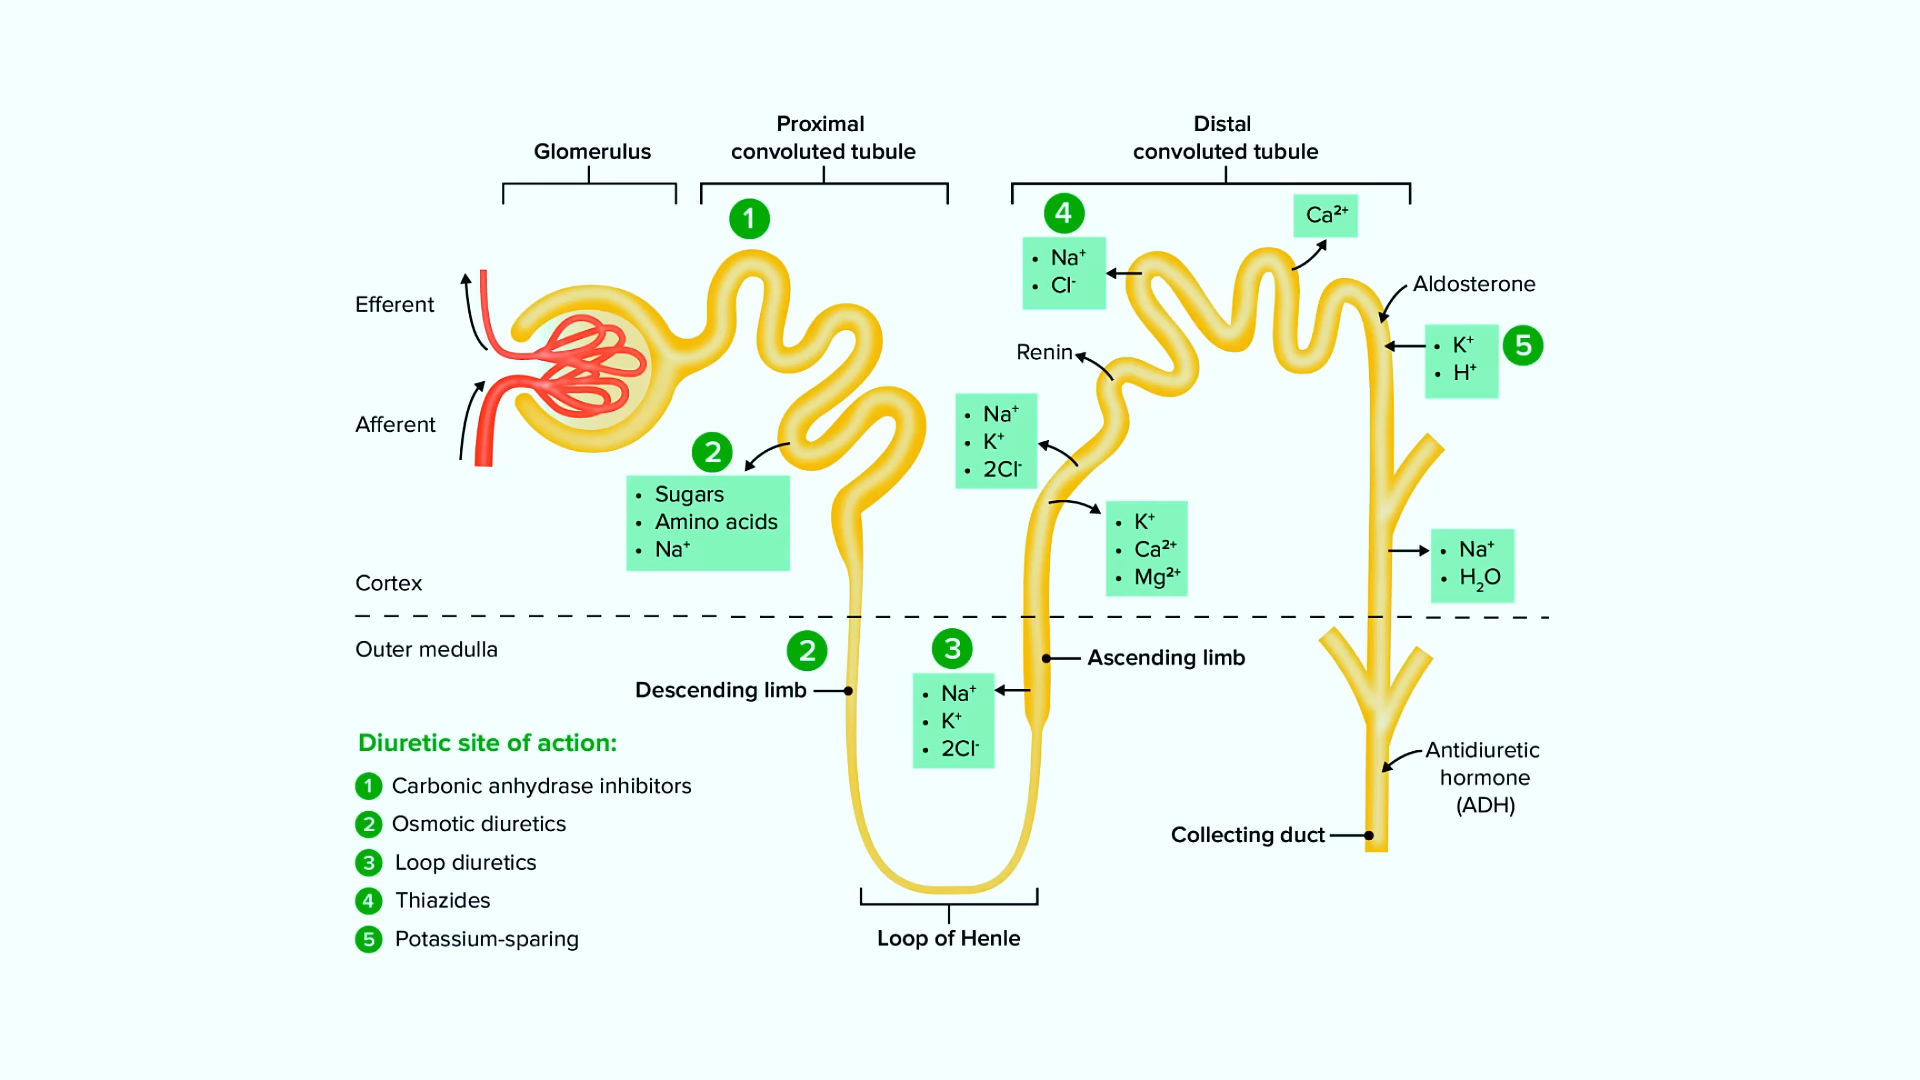 Glomerulus
Proximal
convoluted tubule
Distal
convoluted tubule
1
4
• Na⁺
• Cl⁻
Ca²⁺
Efferent
Afferent
Aldosterone
• K⁺
• H⁺
5
Renin
• Na⁺
• K⁺
• 2Cl⁻
2
• Sugars
• Amino acids
• Na⁺
• K⁺
• Ca²⁺
• Mg²⁺
• Na⁺
• H₂O
Cortex
Outer medulla
2
Descending limb
3
• Na⁺
• K⁺
• 2Cl⁻
Ascending limb
Antidiuretic
hormone
(ADH)
Collecting duct
Loop of Henle
Diuretic site of action:
1 Carbonic anhydrase inhibitors
2 Osmotic diuretics
3 Loop diuretics
4 Thiazides
5 Potassium-sparing